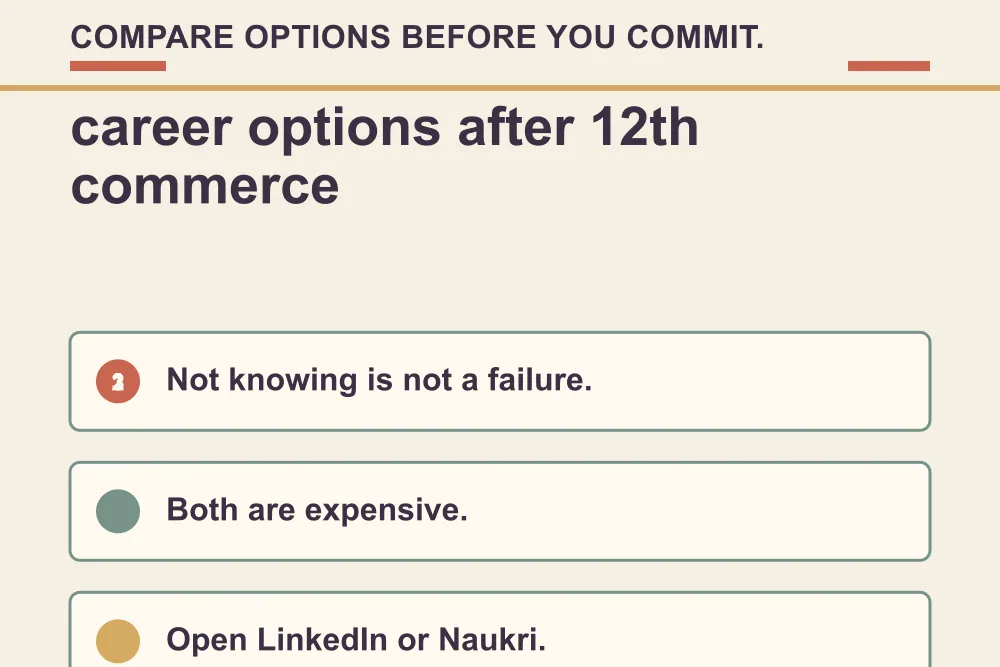 COMPARE OPTIONS BEFORE YOU COMMIT.
career options after 12th
commerce
Not knowing is not a failure.
Both are expensive.
Open LinkedIn or Naukri.